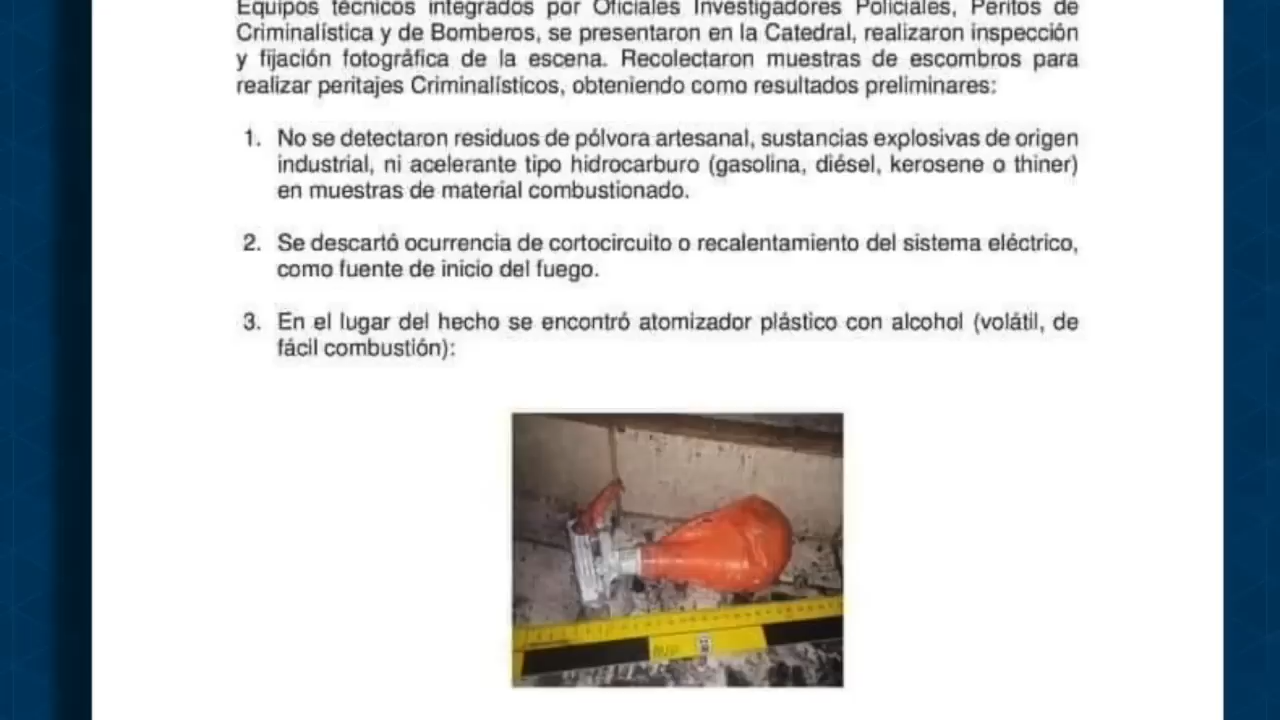 Equipos técnicos integrados por Oficiales Investigadores Policiales, Peritos de
Criminalística y de Bomberos, se presentaron en la Catedral, realizaron inspección
y fijación fotográfica de la escena. Recolectaron muestras de escombros para
realizar peritajes Criminalísticos, obteniendo como resultados preliminares:
1. No se detectaron residuos de pólvora artesanal, sustancias explosivas de origen
industrial, ni acelerante tipo hidrocarburo (gasolina, diésel, kerosene o thiner)
en muestras de material combustionado.
2. Se descartó ocurrencia de cortocircuito o recalentamiento del sistema eléctrico,
como fuente de inicio del fuego.
3. En el lugar del hecho se encontró atomizador plástico con alcohol (volátil, de
fácil combustión):